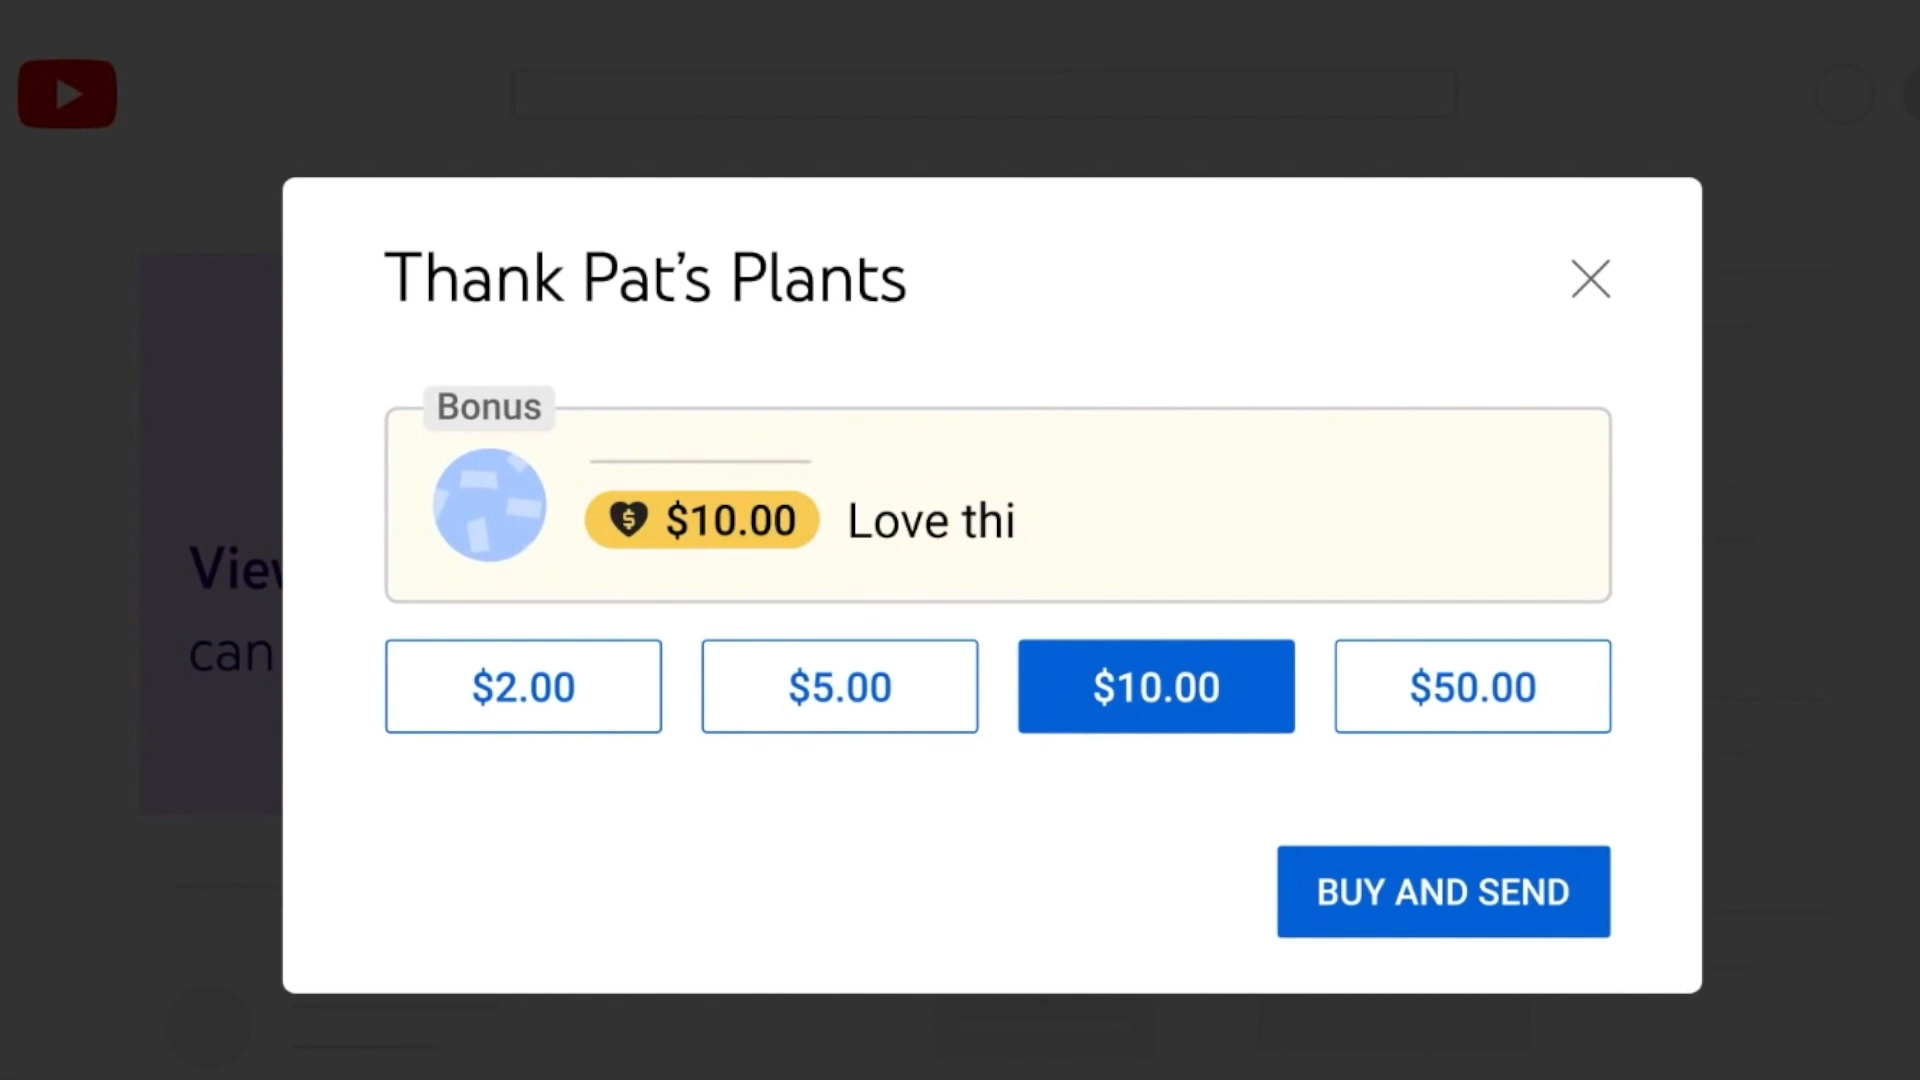 Thank Pat's Plants
Bonus
$10.00 Love thi
$2.00 $5.00 $10.00 $50.00
can
BUY AND SEND